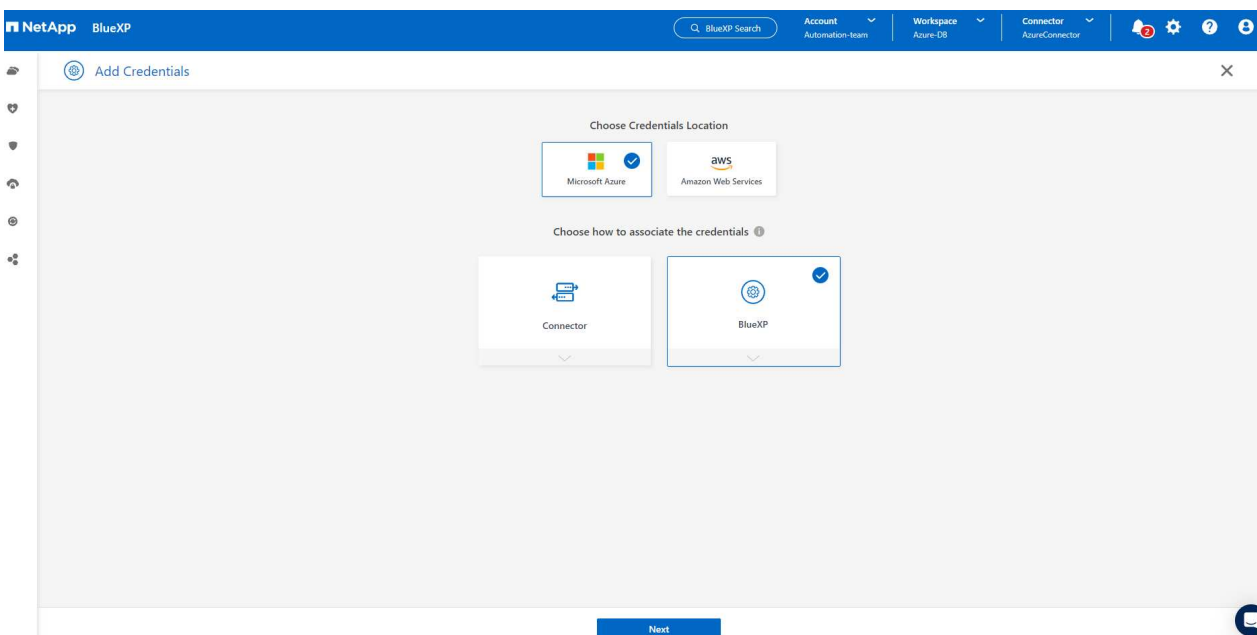 NetApp BlueXP
BlueXP Search
Account
Automation-team
Workspace
Azure-DB
Connector
AzureConnector
2
Add Credentials
Choose Credentials Location
Microsoft Azure
aws
Amazon Web Services
Choose how to associate the credentials
Connector
BlueXP
Next